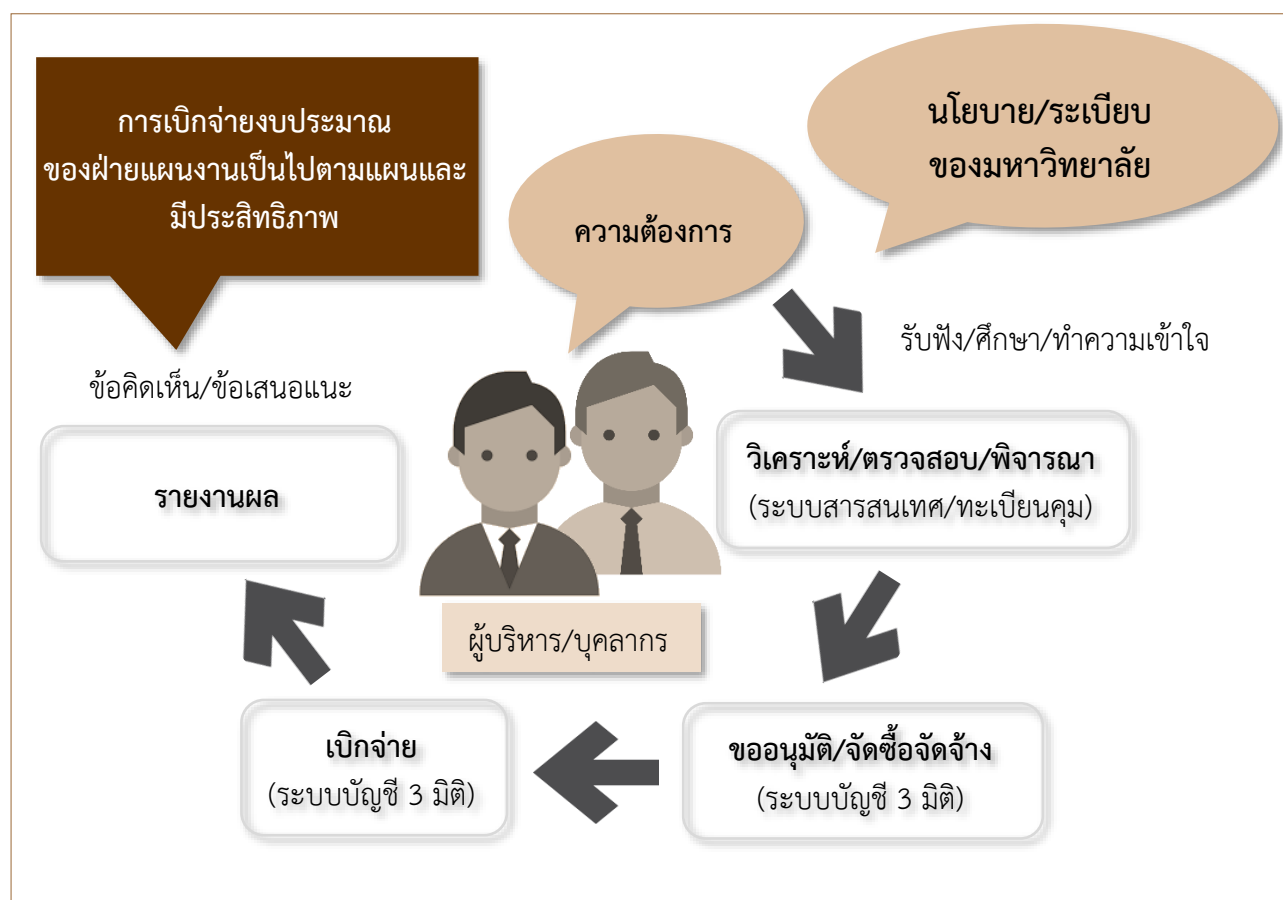 การเบิกจ่ายงบประมาณ
ของฝ่ายแผนงานเป็นไปตามแผนและ
มีประสิทธิภาพ
ความต้องการ
นโยบาย/ระเบียบ
ของมหาวิทยาลัย
รับฟัง/ศึกษา/ทำความเข้าใจ
ข้อคิดเห็น/ข้อเสนอแนะ
รายงานผล
วิเคราะห์/ตรวจสอบ/พิจารณา
(ระบบสารสนเทศ/ทะเบียนคุม)
ผู้บริหาร/บุคลากร
เบิกจ่าย
(ระบบบัญชี 3 มิติ)
ขออนุมัติ/จัดซื้อจัดจ้าง
(ระบบบัญชี 3 มิติ)